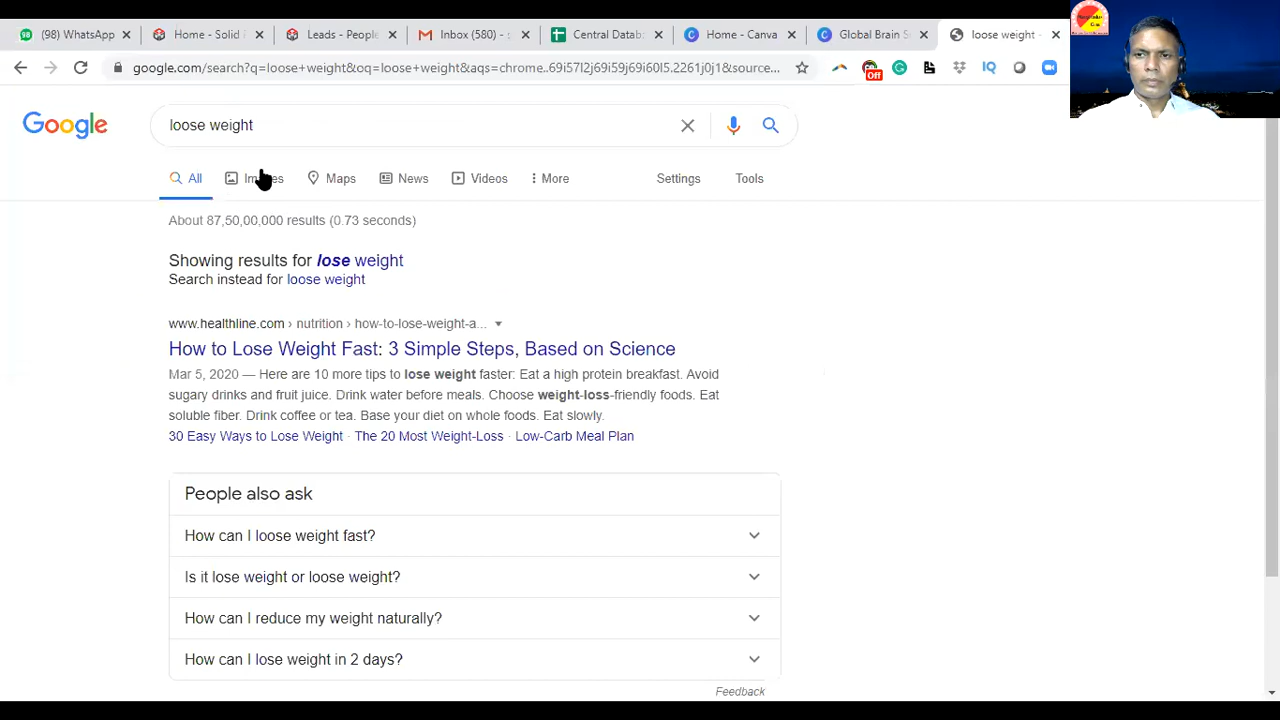 (98) WhatsApp
Home - Solid
Leads - People
Inbox (580) - s
Central Datab
Home - Canva
Global Brain S
loose weight -
google.com/search?q=loose+weight&oq=loose+weight&aqs=chrome..69i57l2j69i59j69i60l5.2261j0j1&source...
Off
Google
loose weight
All
Images
Maps
News
Videos
More
Settings
Tools
About 87,50,00,000 results (0.73 seconds)
Showing results for lose weight
Search instead for loose weight
www.healthline.com › nutrition › how-to-lose-weight-a...
How to Lose Weight Fast: 3 Simple Steps, Based on Science
Mar 5, 2020 — Here are 10 more tips to lose weight faster: Eat a high protein breakfast. Avoid
sugary drinks and fruit juice. Drink water before meals. Choose weight-loss-friendly foods. Eat
soluble fiber. Drink coffee or tea. Base your diet on whole foods. Eat slowly.
30 Easy Ways to Lose Weight · The 20 Most Weight-Loss · Low-Carb Meal Plan
People also ask
How can I loose weight fast?
Is it lose weight or loose weight?
How can I reduce my weight naturally?
How can I lose weight in 2 days?
Feedback